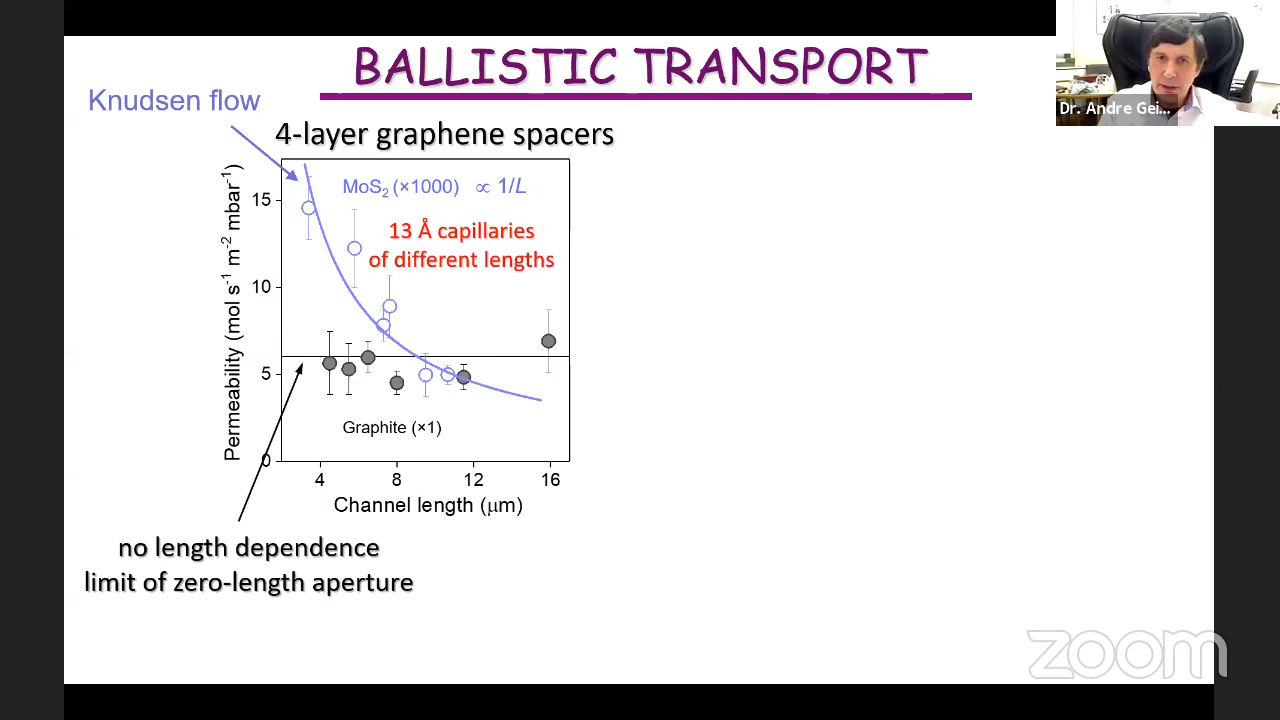 BALLISTIC TRANSPORT
Dr. Andre Gei...
Knudsen flow
4-layer graphene spacers
MoS₂ (×1000) ∝ 1/L
13 Å capillaries
of different lengths
Permeability (mol s⁻¹ m⁻² mbar⁻¹)
15
10
5
0
Graphite (×1)
4 8 12 16
Channel length (μm)
no length dependence
limit of zero-length aperture
zoom